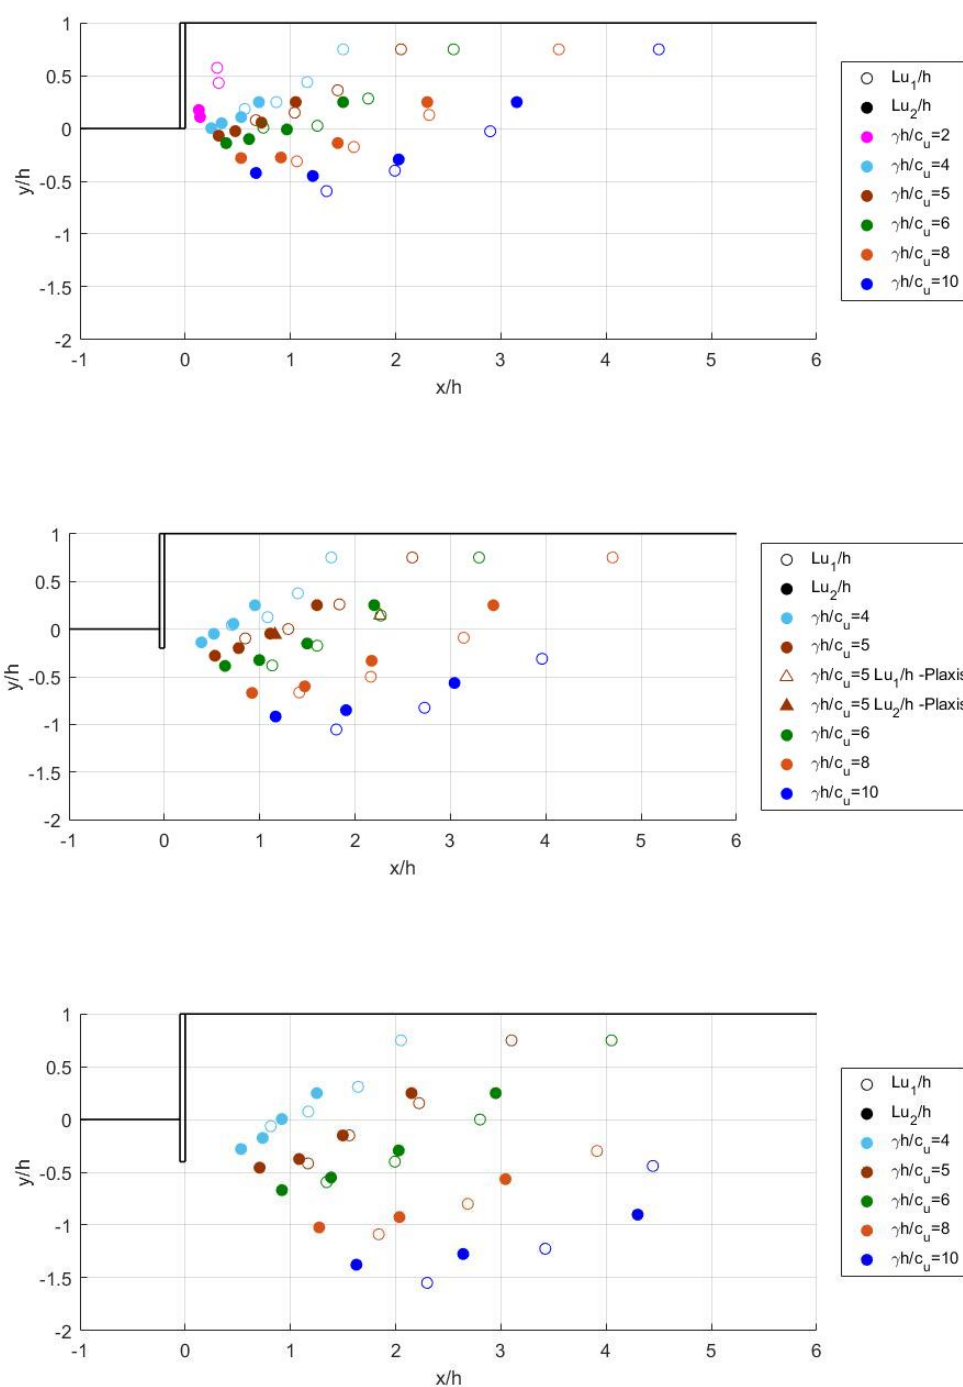 1
0.5
0
-0.5
-1
-1.5
-2
y/h
-1 0 1 2 3 4 5 6
x/h
Lu1/h
Lu2/h
γh/cu=2
γh/cu=4
γh/cu=5
γh/cu=6
γh/cu=8
γh/cu=10
1
0.5
0
-0.5
-1
-1.5
-2
y/h
-1 0 1 2 3 4 5 6
x/h
Lu1/h
Lu2/h
γh/cu=4
γh/cu=5
γh/cu=5 Lu1/h -Plaxis
γh/cu=5 Lu2/h -Plaxis
γh/cu=6
γh/cu=8
γh/cu=10
1
0.5
0
-0.5
-1
-1.5
-2
y/h
-1 0 1 2 3 4 5 6
x/h
Lu1/h
Lu2/h
γh/cu=4
γh/cu=5
γh/cu=6
γh/cu=8
γh/cu=10